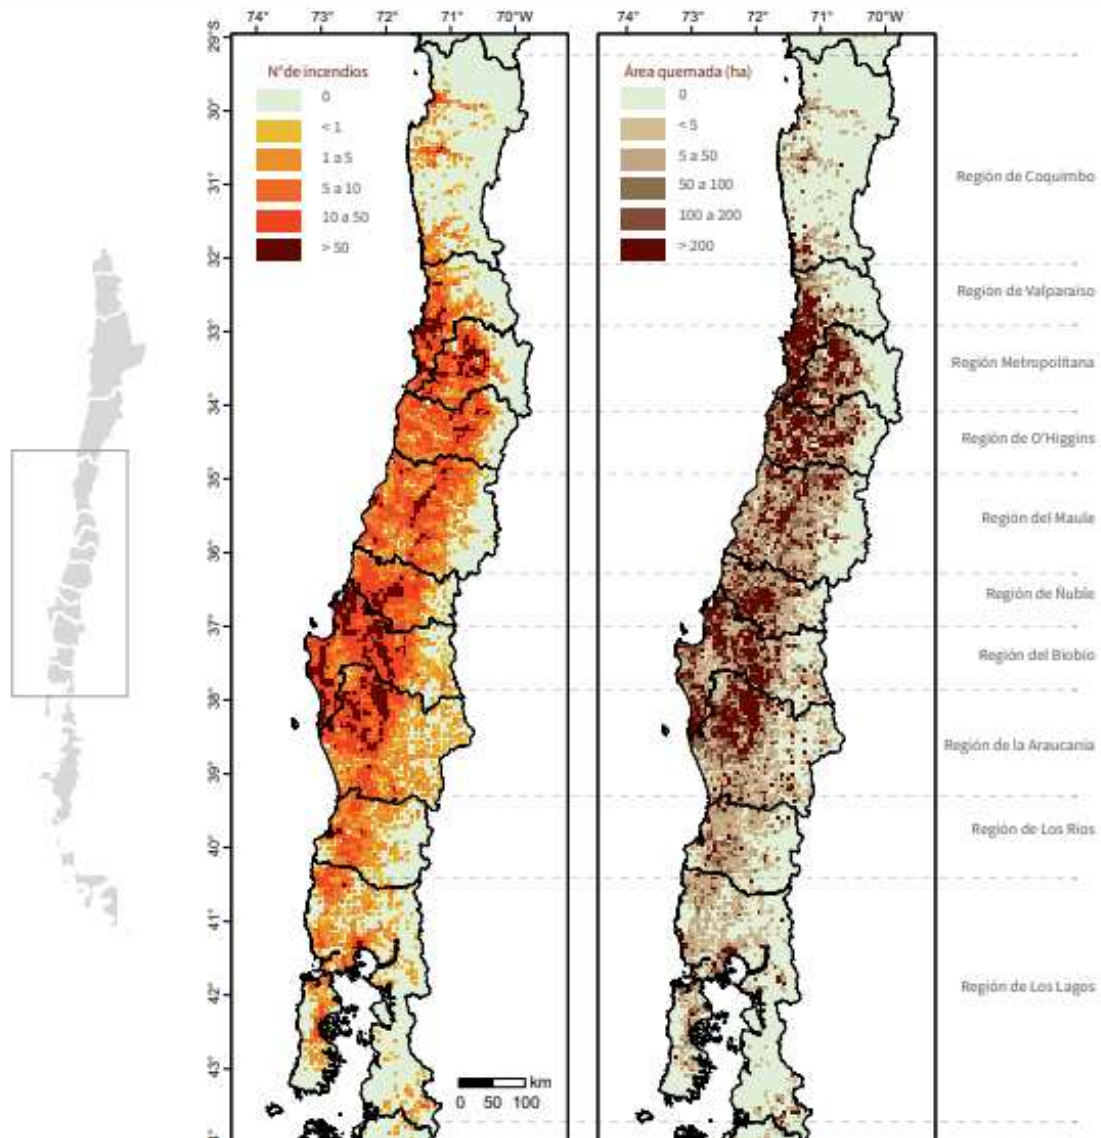 74° 73° 72° 71° 70°W
74° 73° 72° 71° 70°W
29°S
30°
31°
32°
33°
34°
35°
36°
37°
38°
39°
40°
41°
42°
43°
N°de incendios
0
< 1
1 a 5
5 a 10
10 a 50
> 50
km
0 50 100
Área quemada (ha)
0
< 5
5 a 50
50 a 100
100 a 200
> 200
Región de Coquimbo
Región de Valparaíso
Región Metropolitana
Región de O'Higgins
Región del Maule
Región de Ñuble
Región del Biobío
Región de la Araucanía
Región de Los Ríos
Región de Los Lagos